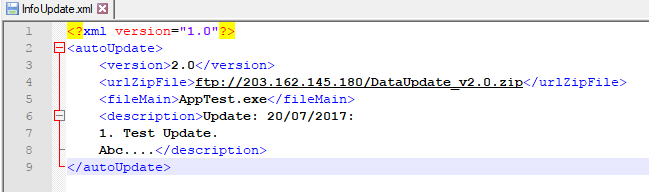 InfoUpdate.xml
1 <?xml version="1.0"?>
2 <autoUpdate>
3 <version>2.0</version>
4 <urlZipFile>ftp://203.162.145.180/DataUpdate_v2.0.zip</urlZipFile>
5 <fileMain>AppTest.exe</fileMain>
6 <description>Update: 20/07/2017:
7 1. Test Update.
8 Abc....</description>
9 </autoUpdate>